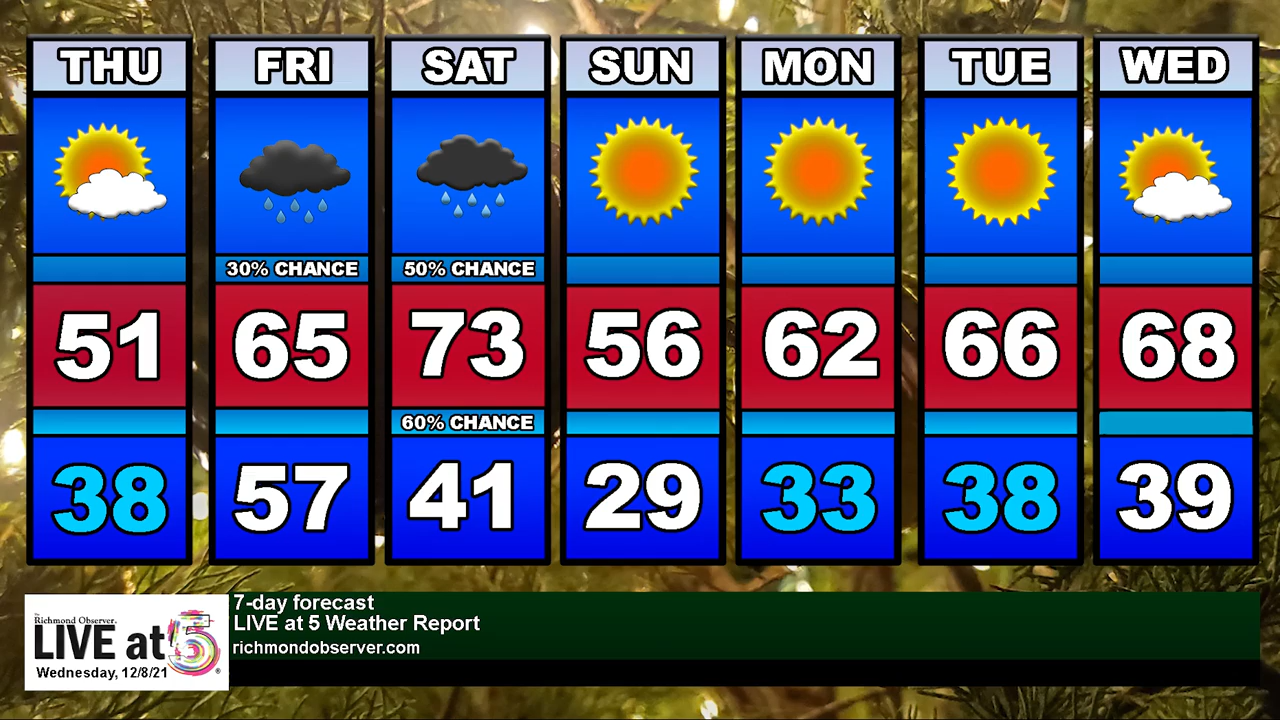 THU FRI SAT SUN MON TUE WED
30% CHANCE 50% CHANCE
51 65 73 56 62 66 68
60% CHANCE
38 57 41 29 33 38 39
7-day forecast
LIVE at 5 Weather Report
richmondobserver.com
The
Richmond Observer.
LIVE at 5
Wednesday, 12/8/21